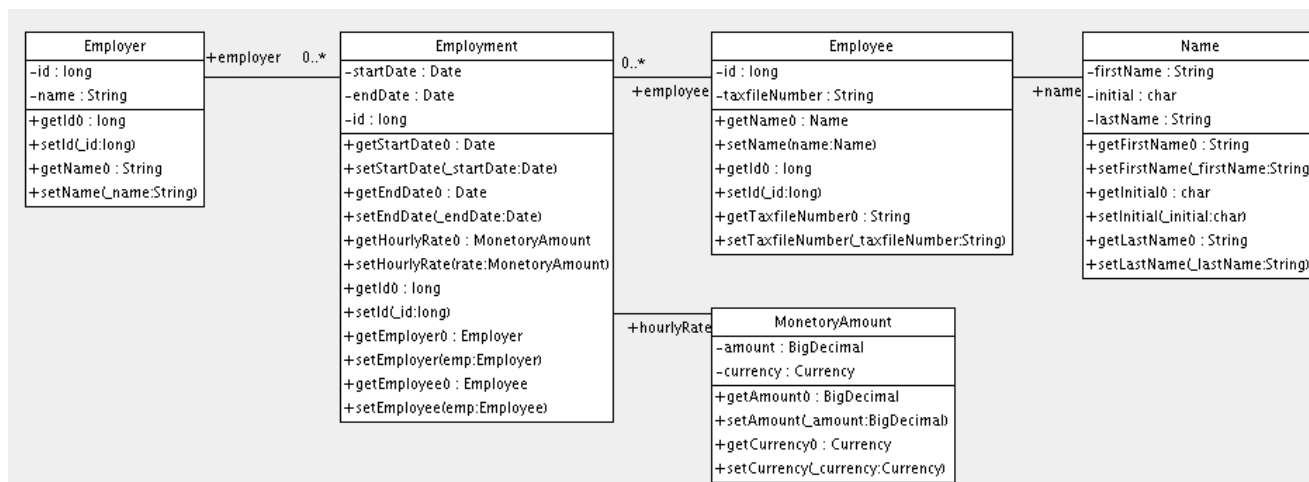 Employer
-id : long
-name : String
+getId() : long
+setId(_id:long)
+getName() : String
+setName(_name:String)
+employer
0..*
Employment
-startDate : Date
-endDate : Date
-id : long
+getStartDate() : Date
+setStartDate(_startDate:Date)
+getEndDate() : Date
+setEndDate(_endDate:Date)
+getHourlyRate() : MonetoryAmount
+setHourlyRate(rate:MonetoryAmount)
+getId() : long
+setId(_id:long)
+getEmployer() : Employer
+setEmployer(emp:Employer)
+getEmployee() : Employee
+setEmployee(emp:Employee)
0..*
+employee
Employee
-id : long
-taxfileNumber : String
+getName() : Name
+setName(name:Name)
+getId() : long
+setId(_id:long)
+getTaxfileNumber() : String
+setTaxfileNumber(_taxfileNumber:String)
+name
Name
-firstName : String
-initial : char
-lastName : String
+getFirstName() : String
+setFirstName(_firstName:String
+getInitial() : char
+setInitial(_initial:char)
+getLastName() : String
+setLastName(_lastName:String)
+hourlyRate
MonetoryAmount
-amount : BigDecimal
-currency : Currency
+getAmount() : BigDecimal
+setAmount(_amount:BigDecimal)
+getCurrency() : Currency
+setCurrency(_currency:Currency)